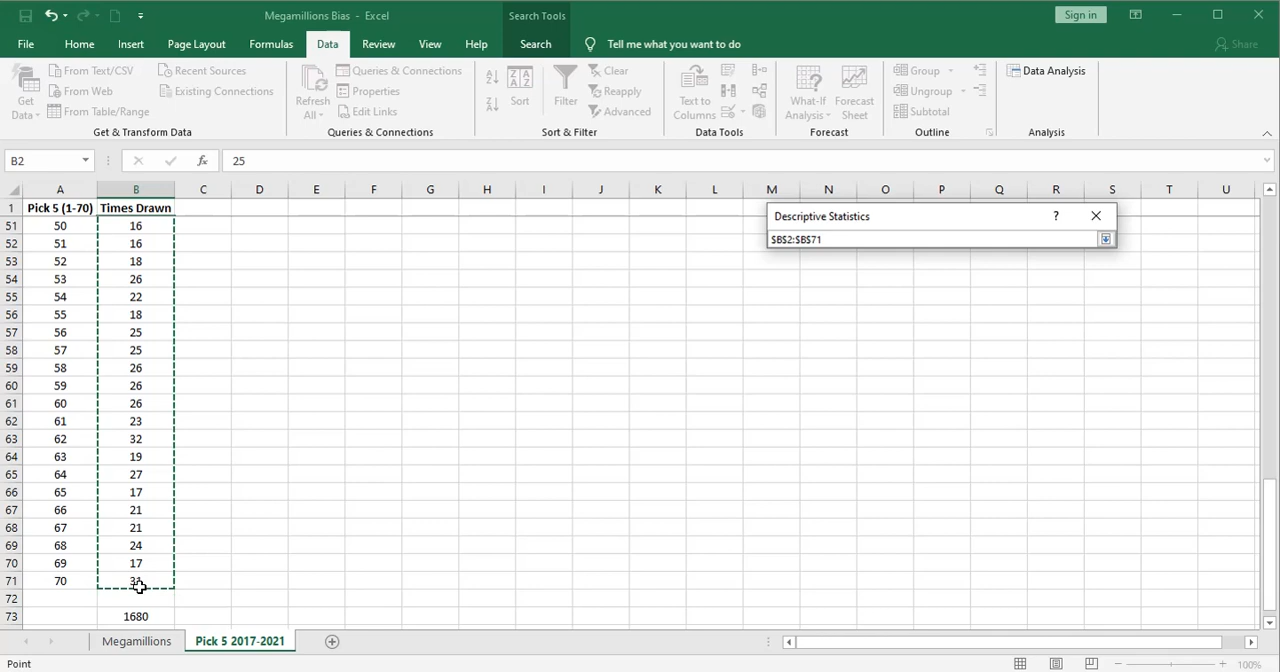 Megamillions Bias - Excel
Search Tools
Sign in
File Home Insert Page Layout Formulas Data Review View Help Search Tell me what you want to do Share
Get Data
From Text/CSV
From Web
From Table/Range
Recent Sources
Existing Connections
Get & Transform Data
Refresh All
Queries & Connections
Properties
Edit Links
Queries & Connections
Sort
Filter
Clear
Reapply
Advanced
Sort & Filter
Text to Columns
Data Tools
What-If Analysis
Forecast Sheet
Forecast
Group
Ungroup
Subtotal
Outline
Data Analysis
Analysis
B2 fx 25
A B C D E F G H I J K L M N O P Q R S T U
1 Pick 5 (1-70) Times Drawn
51 50 16
52 51 16
53 52 18
54 53 26
55 54 22
56 55 18
57 56 25
58 57 25
59 58 26
60 59 26
61 60 26
62 61 23
63 62 32
64 63 19
65 64 27
66 65 17
67 66 21
68 67 21
69 68 24
70 69 17
71 70
72
73 1680
Descriptive Statistics ?
$B$2:$B$71
Megamillions Pick 5 2017-2021
Point
100%